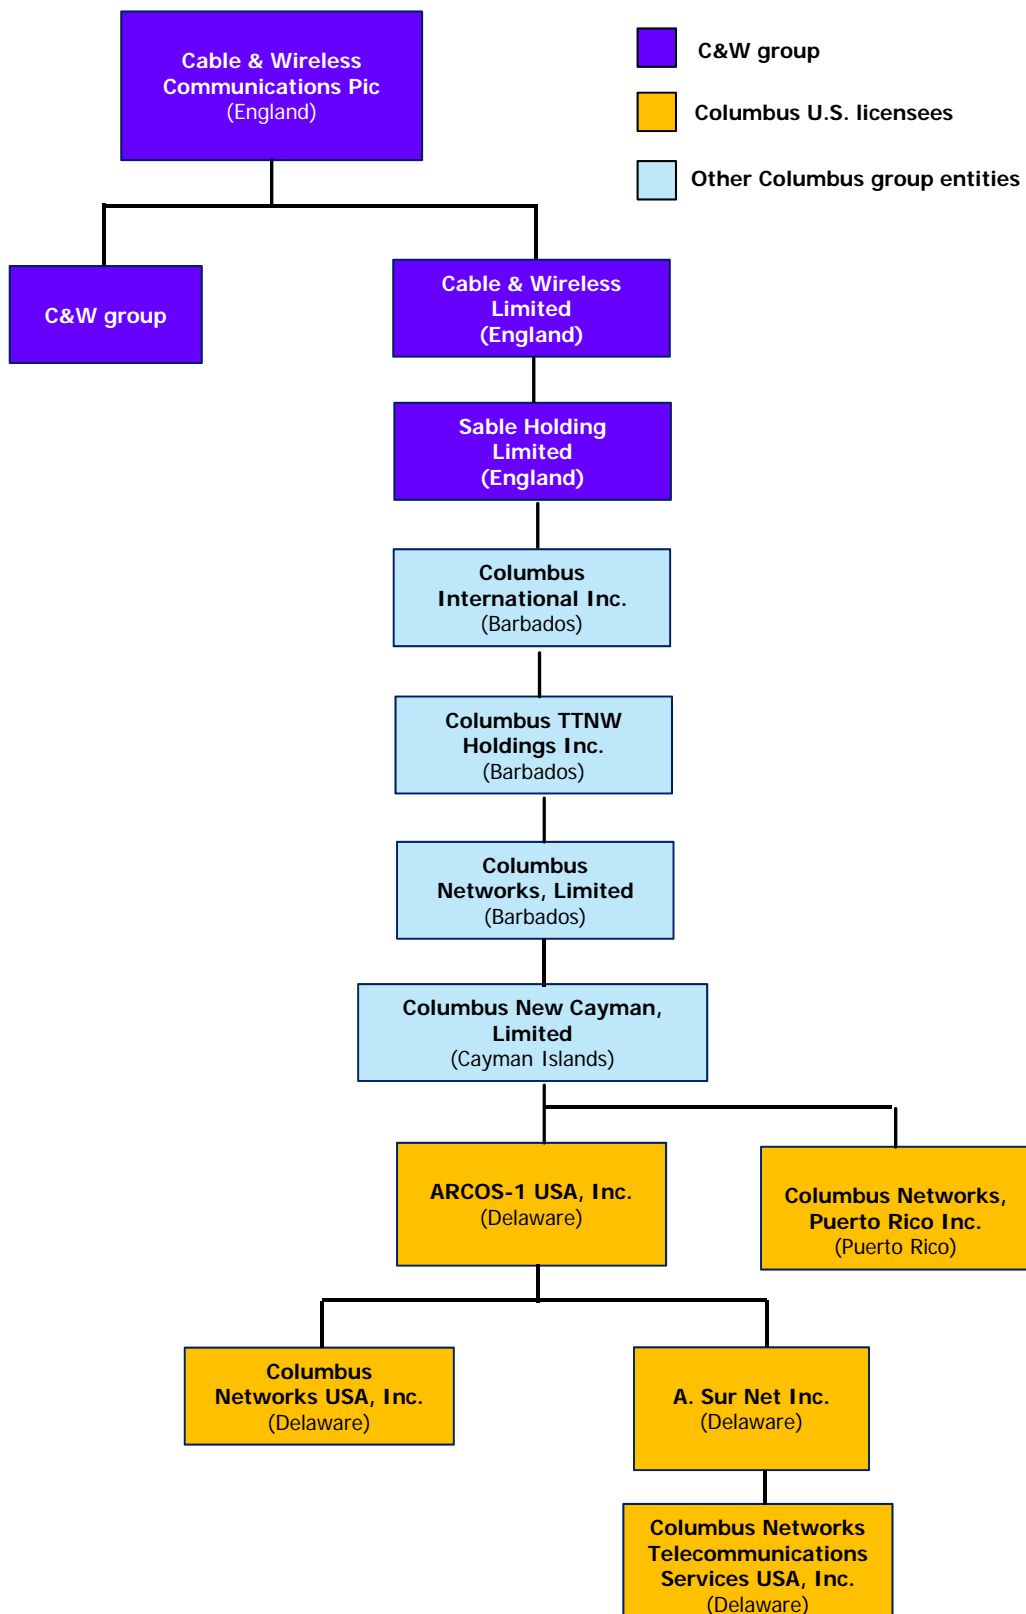 Cable & Wireless
Communications Pic
(England)
C&W group
Columbus U.S. licensees
Other Columbus group entities
C&W group
Cable & Wireless
Limited
(England)
Sable Holding
Limited
(England)
Columbus
International Inc.
(Barbados)
Columbus TTNW
Holdings Inc.
(Barbados)
Columbus
Networks, Limited
(Barbados)
Columbus New Cayman,
Limited
(Cayman Islands)
ARCOS-1 USA, Inc.
(Delaware)
Columbus Networks,
Puerto Rico Inc.
(Puerto Rico)
Columbus
Networks USA, Inc.
(Delaware)
A. Sur Net Inc.
(Delaware)
Columbus Networks
Telecommunications
Services USA, Inc.
(Delaware)